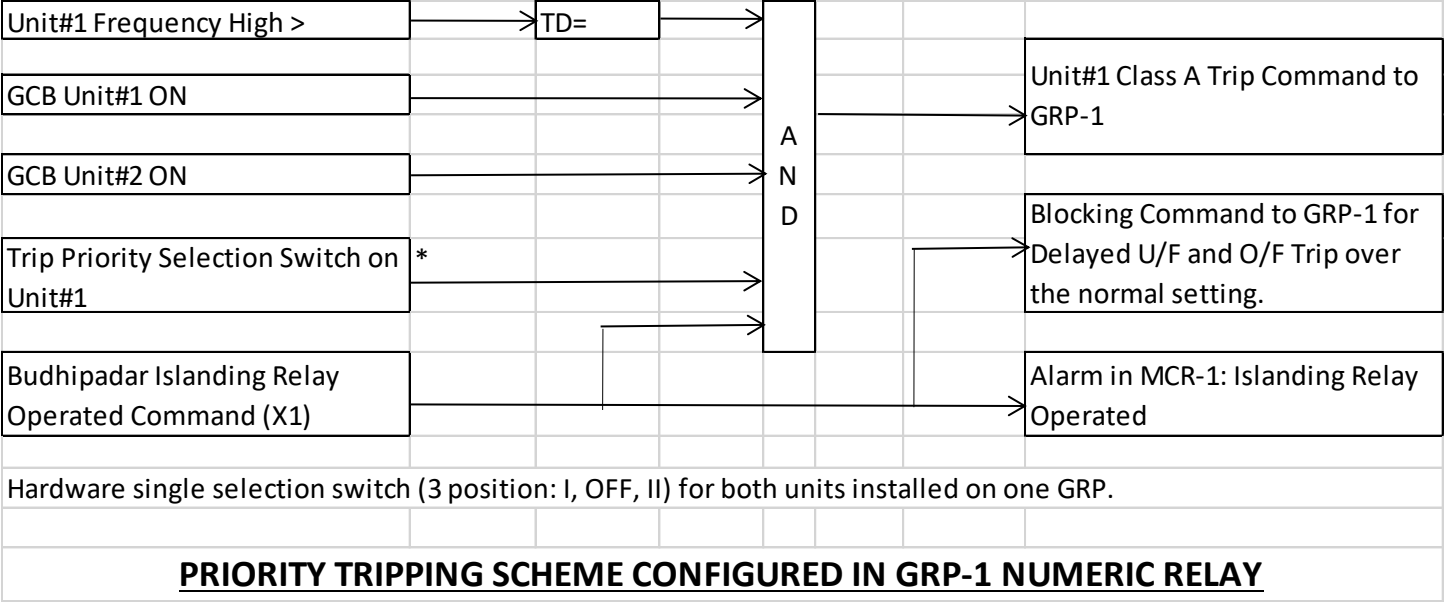 Unit#1 Frequency High >
TD=
GCB Unit#1 ON
Unit#1 Class A Trip Command to
GRP-1
A
N
D
GCB Unit#2 ON
Blocking Command to GRP-1 for
Delayed U/F and O/F Trip over
the normal setting.
Trip Priority Selection Switch on *
Unit#1
Budhipadar Islanding Relay
Operated Command (X1)
Alarm in MCR-1: Islanding Relay
Operated
Hardware single selection switch (3 position: I, OFF, II) for both units installed on one GRP.
PRIORITY TRIPPING SCHEME CONFIGURED IN GRP-1 NUMERIC RELAY